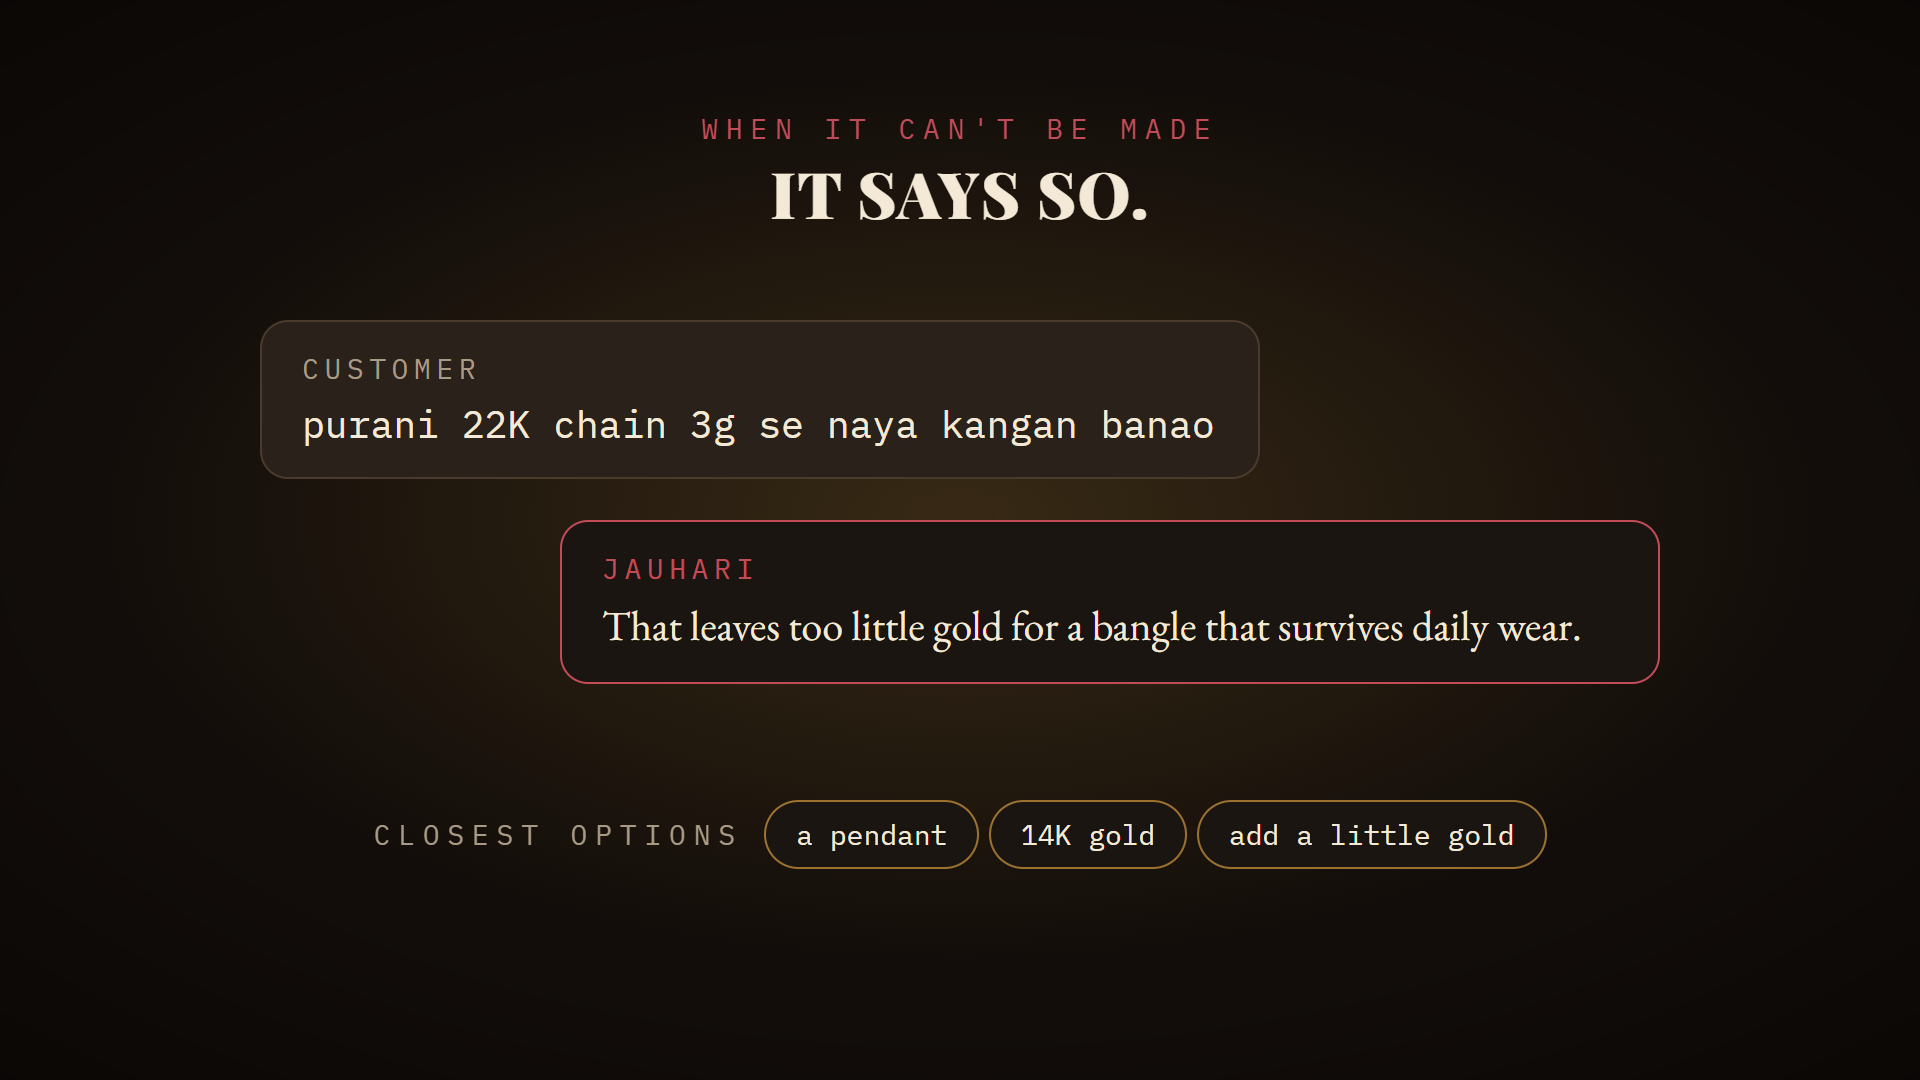 WHEN IT CAN'T BE MADE
IT SAYS SO.
CUSTOMER
purani 22K chain 3g se naya kangan banao
JAUHARI
That leaves too little gold for a bangle that survives daily wear.
CLOSEST OPTIONS a pendant 14K gold add a little gold